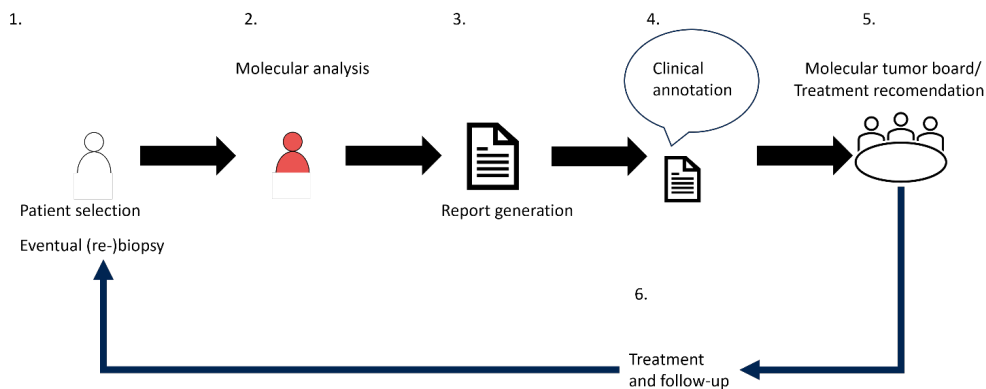 1.
2.
3.
4.
5.
Molecular analysis
Clinical
annotation
Molecular tumor board/
Treatment recomendation
Patient selection
Eventual (re-)biopsy
Report generation
6.
Treatment
and follow-up